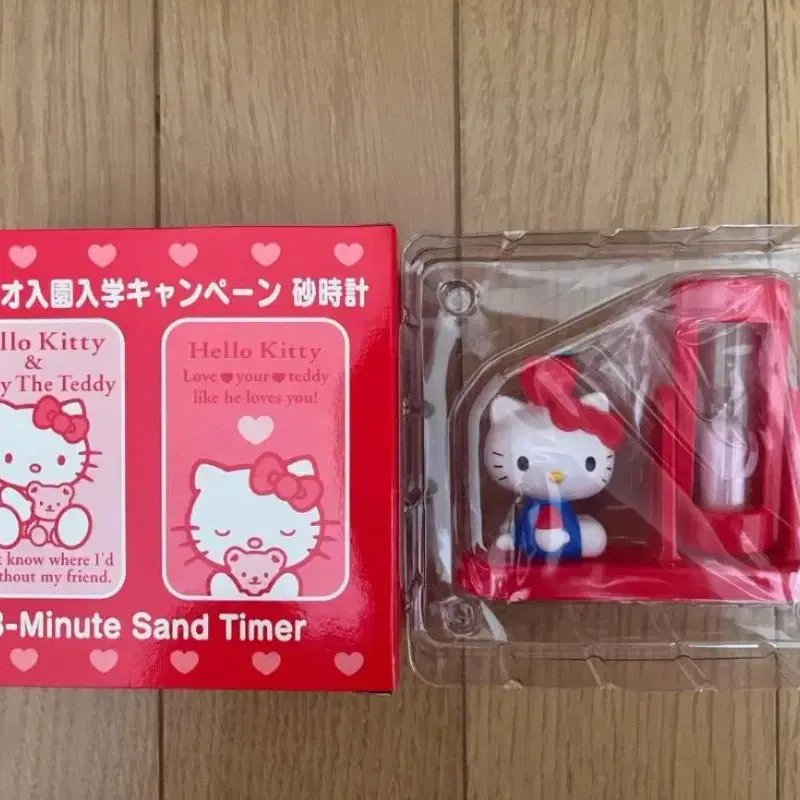 オ入園入学キャンペーン 砂時計
llo Kitty
&
y The Teddy
know where I'd
thout my friend.
Hello Kitty
Love♥your♥teddy
like he loves you!
3-Minute Sand Timer